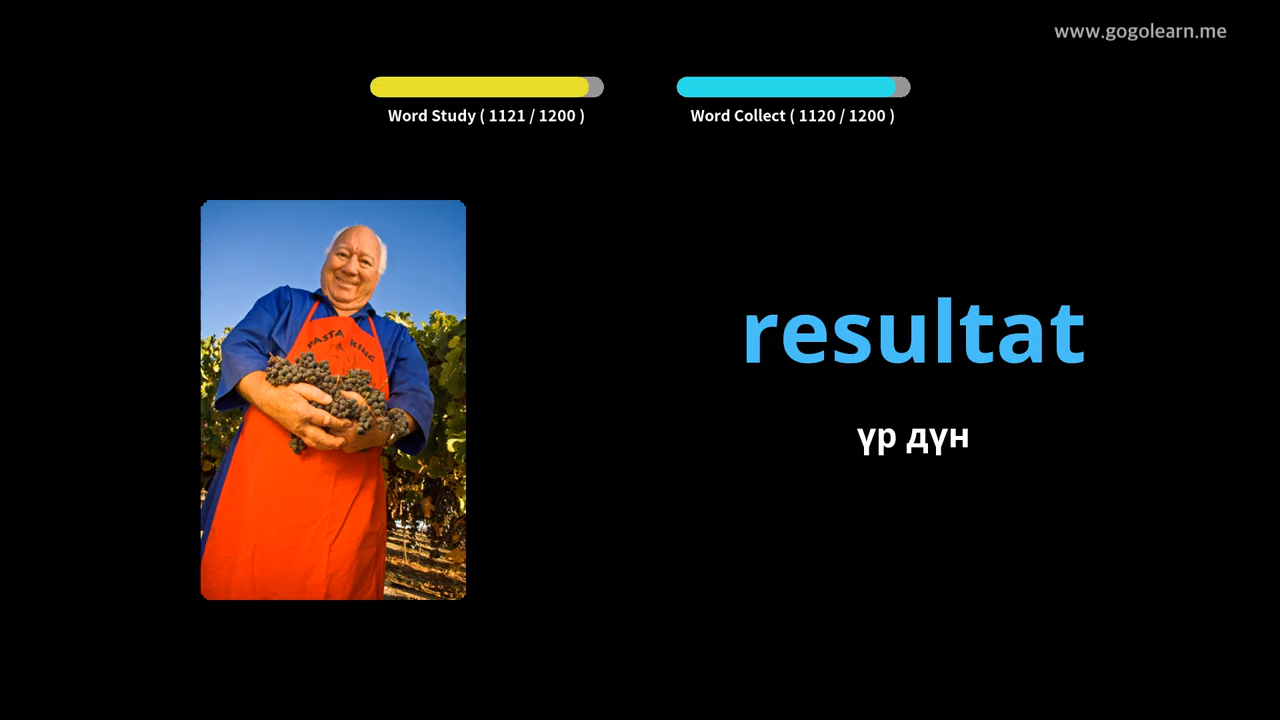 www.gogolearn.me
Word Study ( 1121 / 1200 )
Word Collect ( 1120 / 1200 )
PASTA KING
resultat
үр дүн